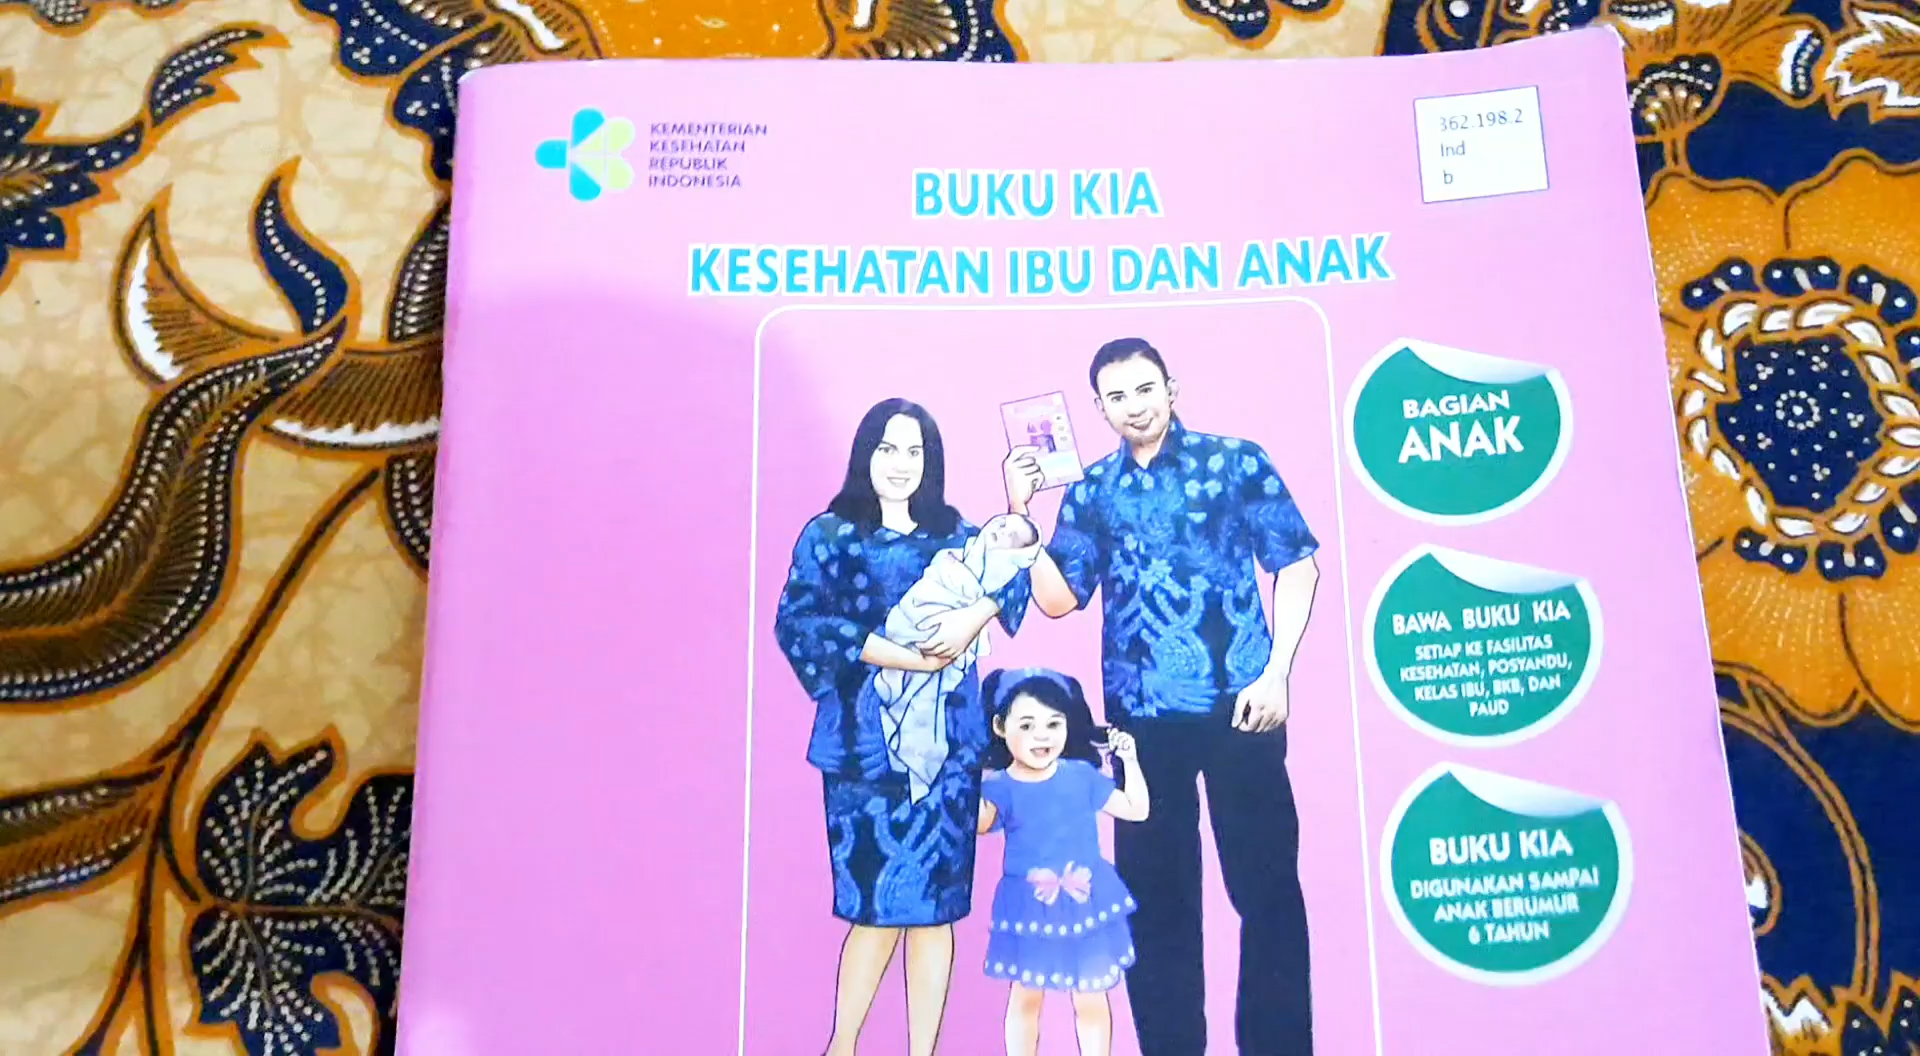 KEMENTERIAN
KESEHATAN
REPUBLIK
INDONESIA
362.198.2
Ind
b
BUKU KIA
KESEHATAN IBU DAN ANAK
BAGIAN
ANAK
BAWA BUKU KIA
SETIAP KE FASILITAS
KESEHATAN, POSYANDU,
KELAS IBU, BKB, DAN
PAUD
BUKU KIA
DIGUNAKAN SAMPAI
ANAK BERUMUR
6 TAHUN